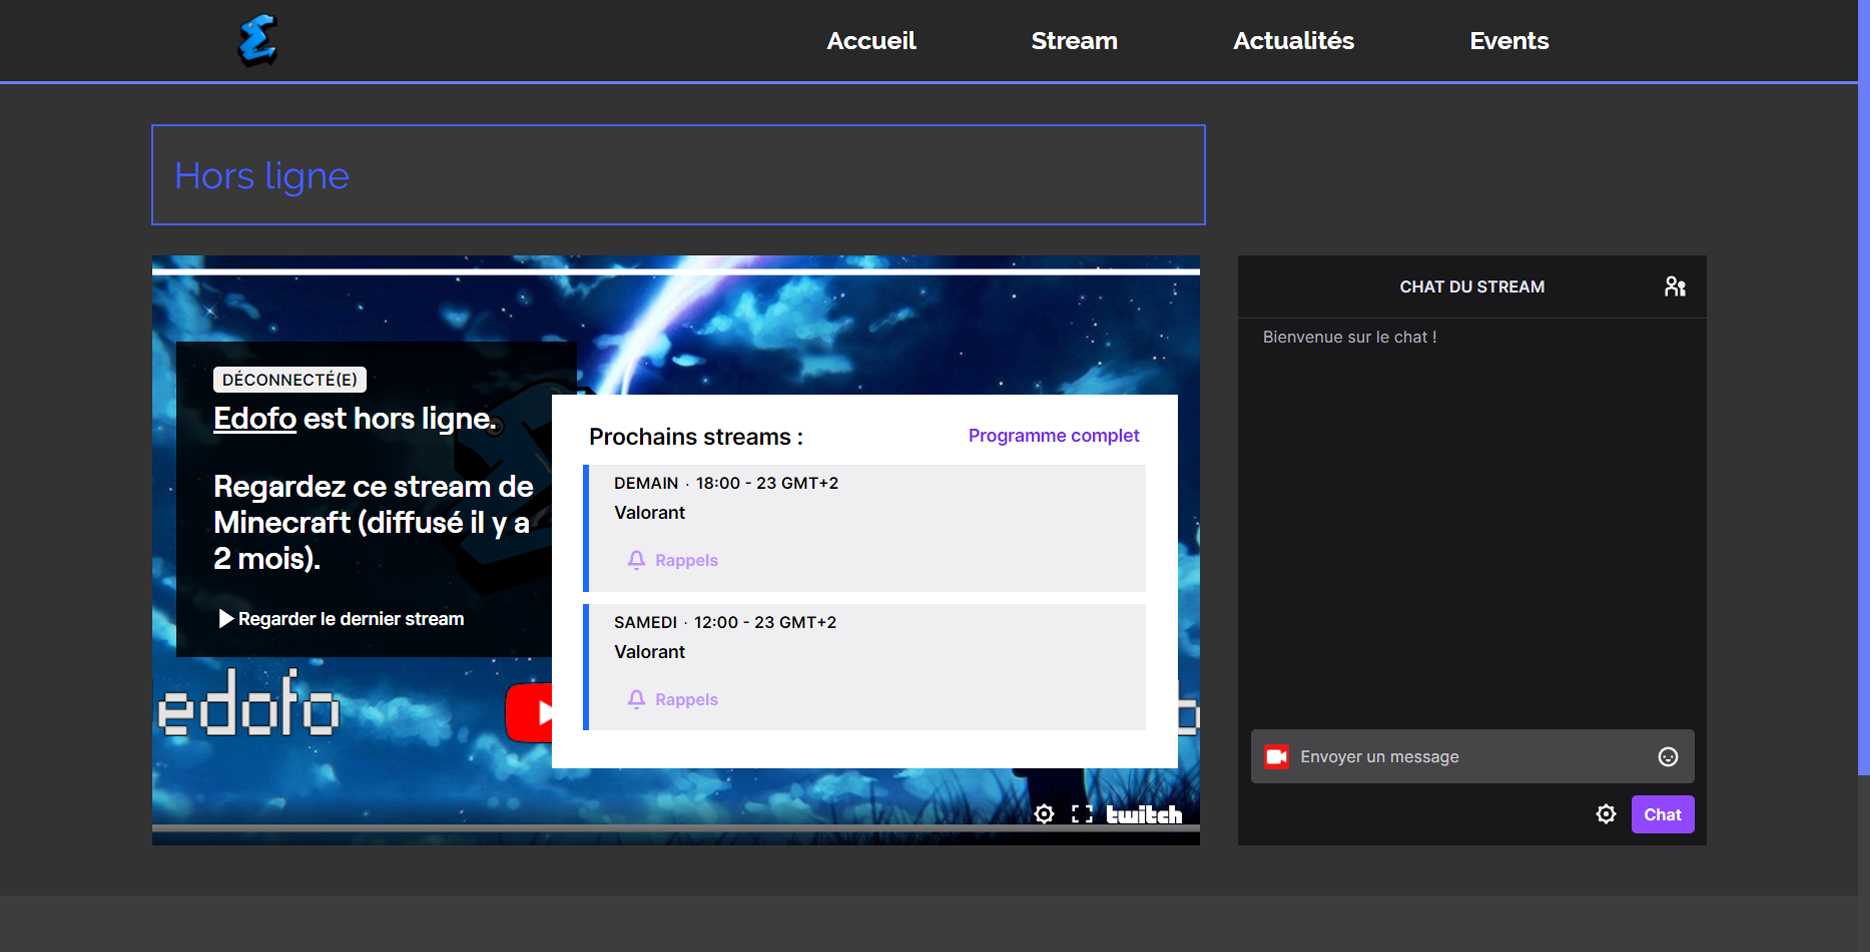 Accueil
Stream
Actualités
Events
Hors ligne
DÉCONNECTÉ(E)
Edofo est hors ligne.
Regardez ce stream de
Minecraft (diffusé il y a
2 mois).
Regarder le dernier stream
edofo
Prochains streams :
Programme complet
DEMAIN · 18:00 - 23 GMT+2
Valorant
Rappels
SAMEDI · 12:00 - 23 GMT+2
Valorant
Rappels
twitch
CHAT DU STREAM
Bienvenue sur le chat !
Envoyer un message
Chat